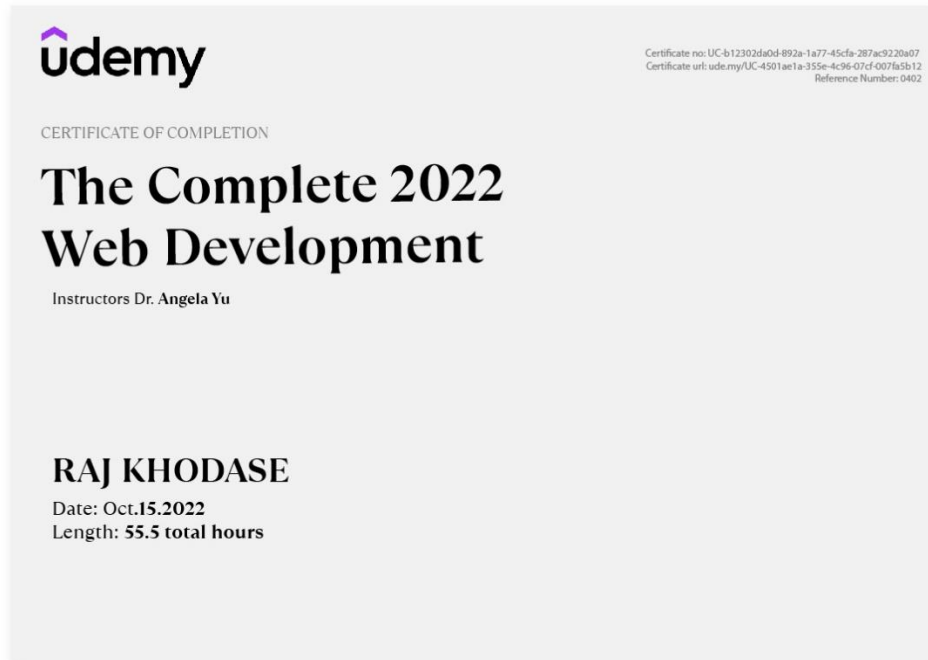 ûdemy
Certificate no: UC-b12302da0d-892a-1a77-45cfa-287ac9220a07
Certificate url: ude.my/UC-4501ae1a-355e-4c96-07cf-007fa5b12
Reference Number: 0402
CERTIFICATE OF COMPLETION
The Complete 2022
Web Development
Instructors Dr. Angela Yu
RAJ KHODASE
Date: Oct.15.2022
Length: 55.5 total hours